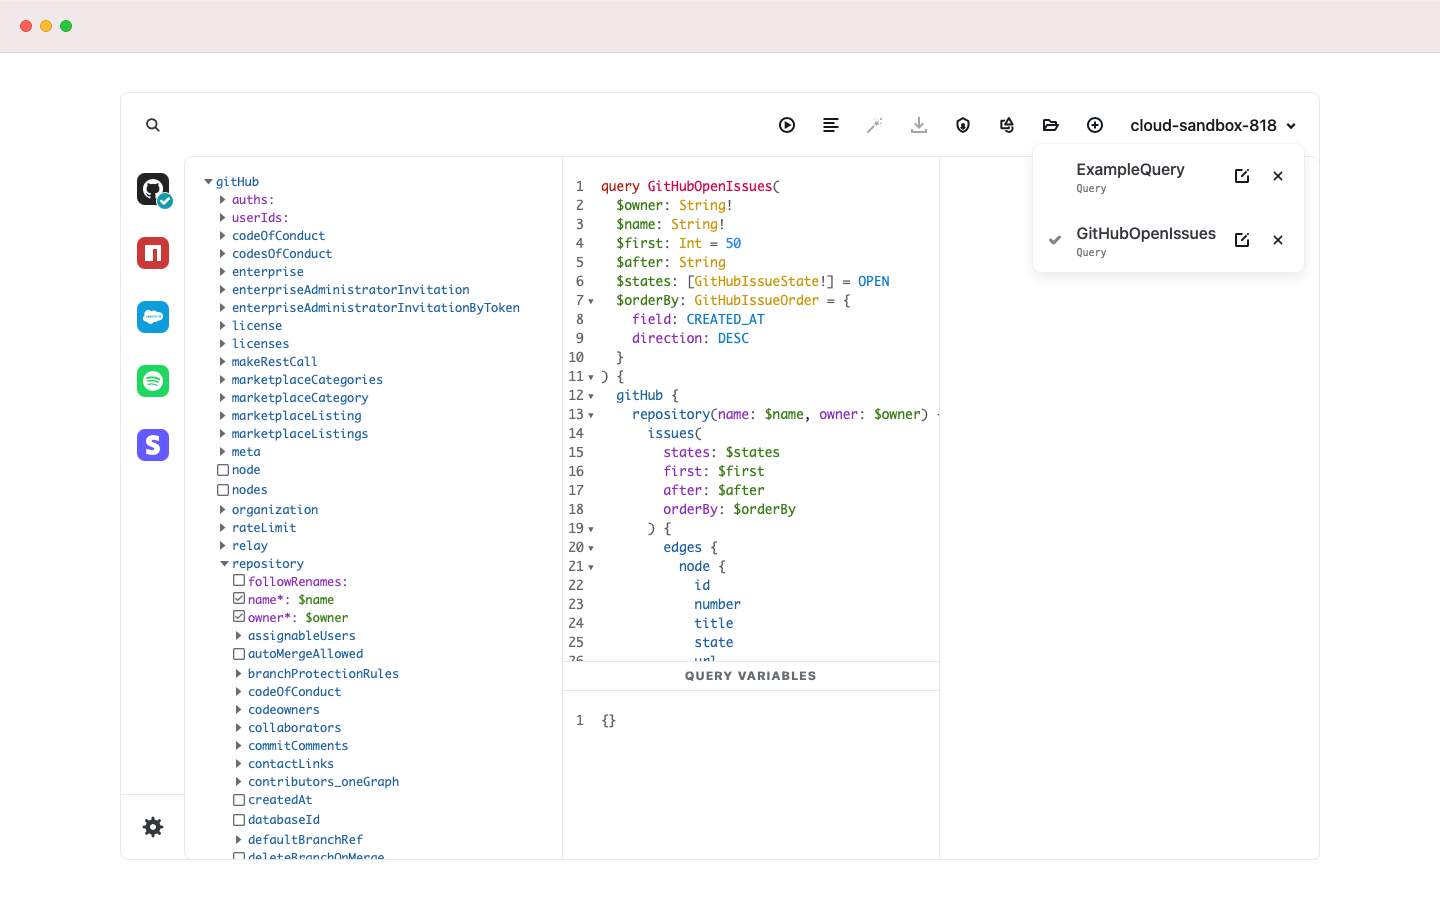 cloud-sandbox-818
ExampleQuery
Query
GitHubOpenIssues
Query
gitHub
auths:
userIds:
codeOfConduct
codesOfConduct
enterprise
enterpriseAdministratorInvitation
enterpriseAdministratorInvitationByToken
license
licenses
makeRestCall
marketplaceCategories
marketplaceCategory
marketplaceListing
marketplaceListings
meta
node
nodes
organization
rateLimit
relay
repository
followRenames:
name*: $name
owner*: $owner
assignableUsers
autoMergeAllowed
branchProtectionRules
codeOfConduct
codeowners
collaborators
commitComments
contactLinks
contributors_oneGraph
createdAt
databaseId
defaultBranchRef
deleteBranchOnMerge
1 query GitHubOpenIssues(
2 $owner: String!
3 $name: String!
4 $first: Int = 50
5 $after: String
6 $states: [GitHubIssueState!] = OPEN
7 $orderBy: GitHubIssueOrder = {
8 field: CREATED_AT
9 direction: DESC
10 }
11 ) {
12 gitHub {
13 repository(name: $name, owner: $owner) {
14 issues(
15 states: $states
16 first: $first
17 after: $after
18 orderBy: $orderBy
19 ) {
20 edges {
21 node {
22 id
23 number
24 title
25 state
26 url
QUERY VARIABLES
1 {}